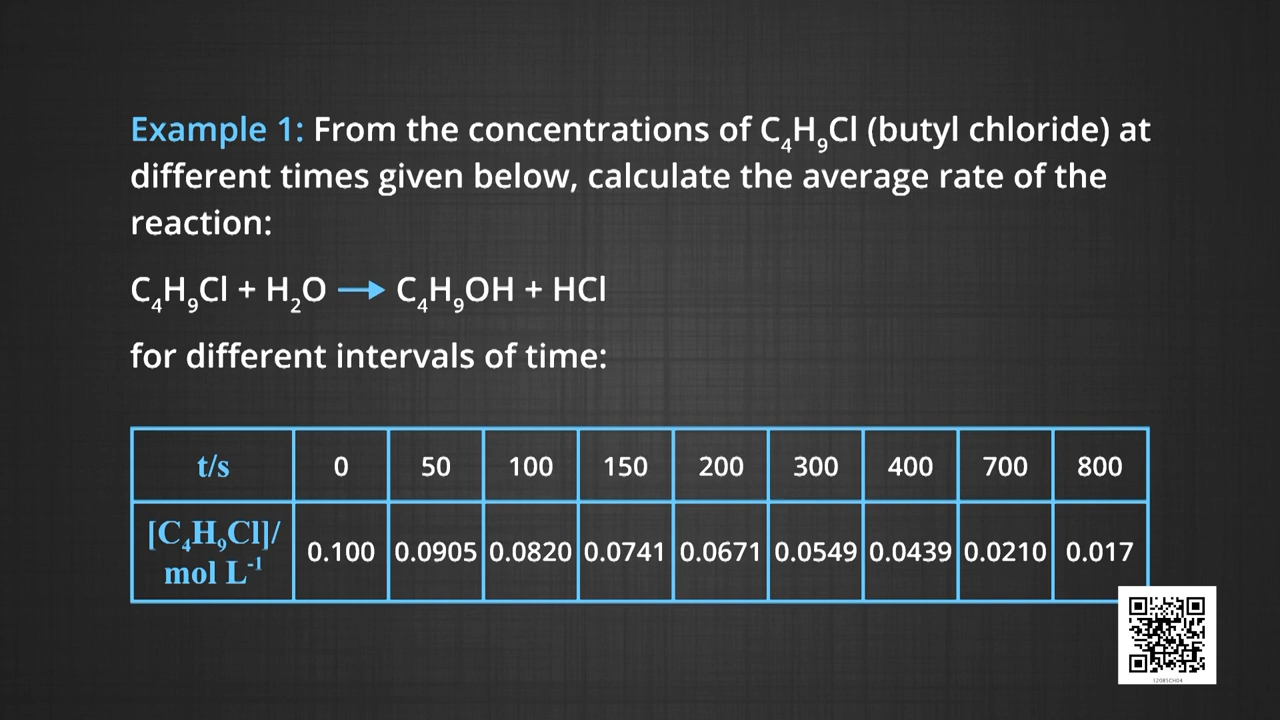 Example 1: From the concentrations of C₄H₉Cl (butyl chloride) at
different times given below, calculate the average rate of the
reaction:
C₄H₉Cl + H₂O → C₄H₉OH + HCl
for different intervals of time:
t/s 0 50 100 150 200 300 400 700 800
[C₄H₉Cl]/
mol L⁻¹ 0.100 0.0905 0.0820 0.0741 0.0671 0.0549 0.0439 0.0210 0.017
12085CH04